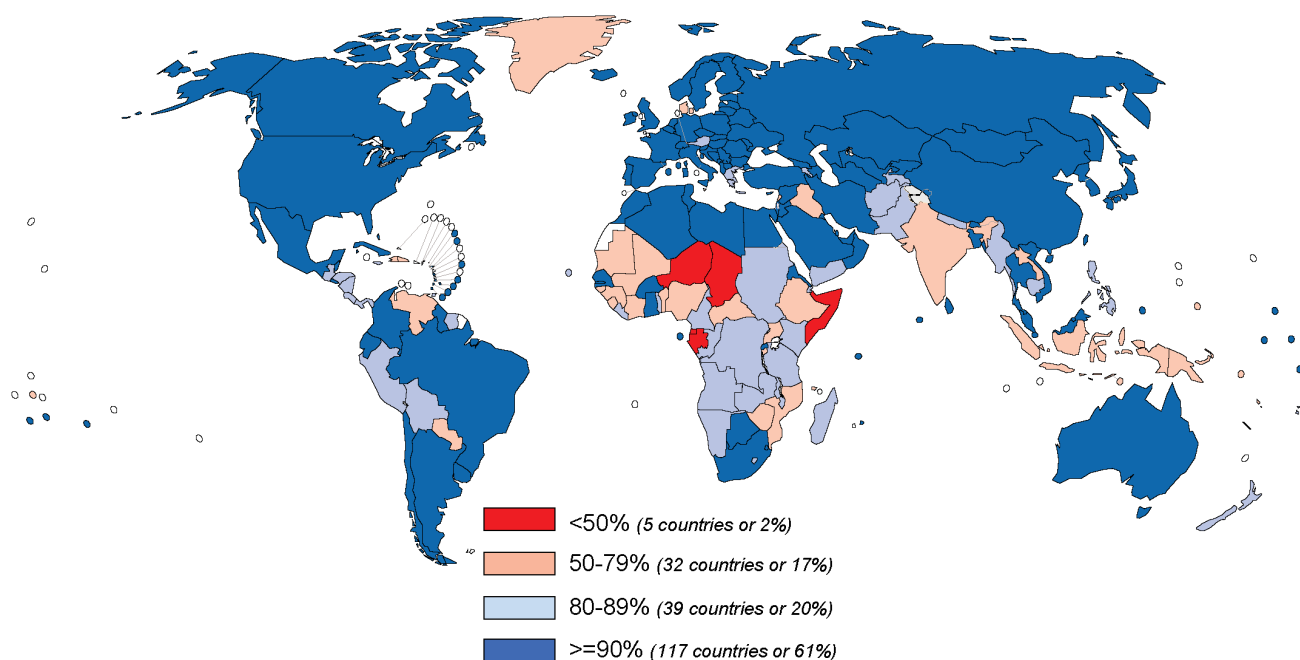 <50% (5 countries or 2%)
50-79% (32 countries or 17%)
80-89% (39 countries or 20%)
>=90% (117 countries or 61%)